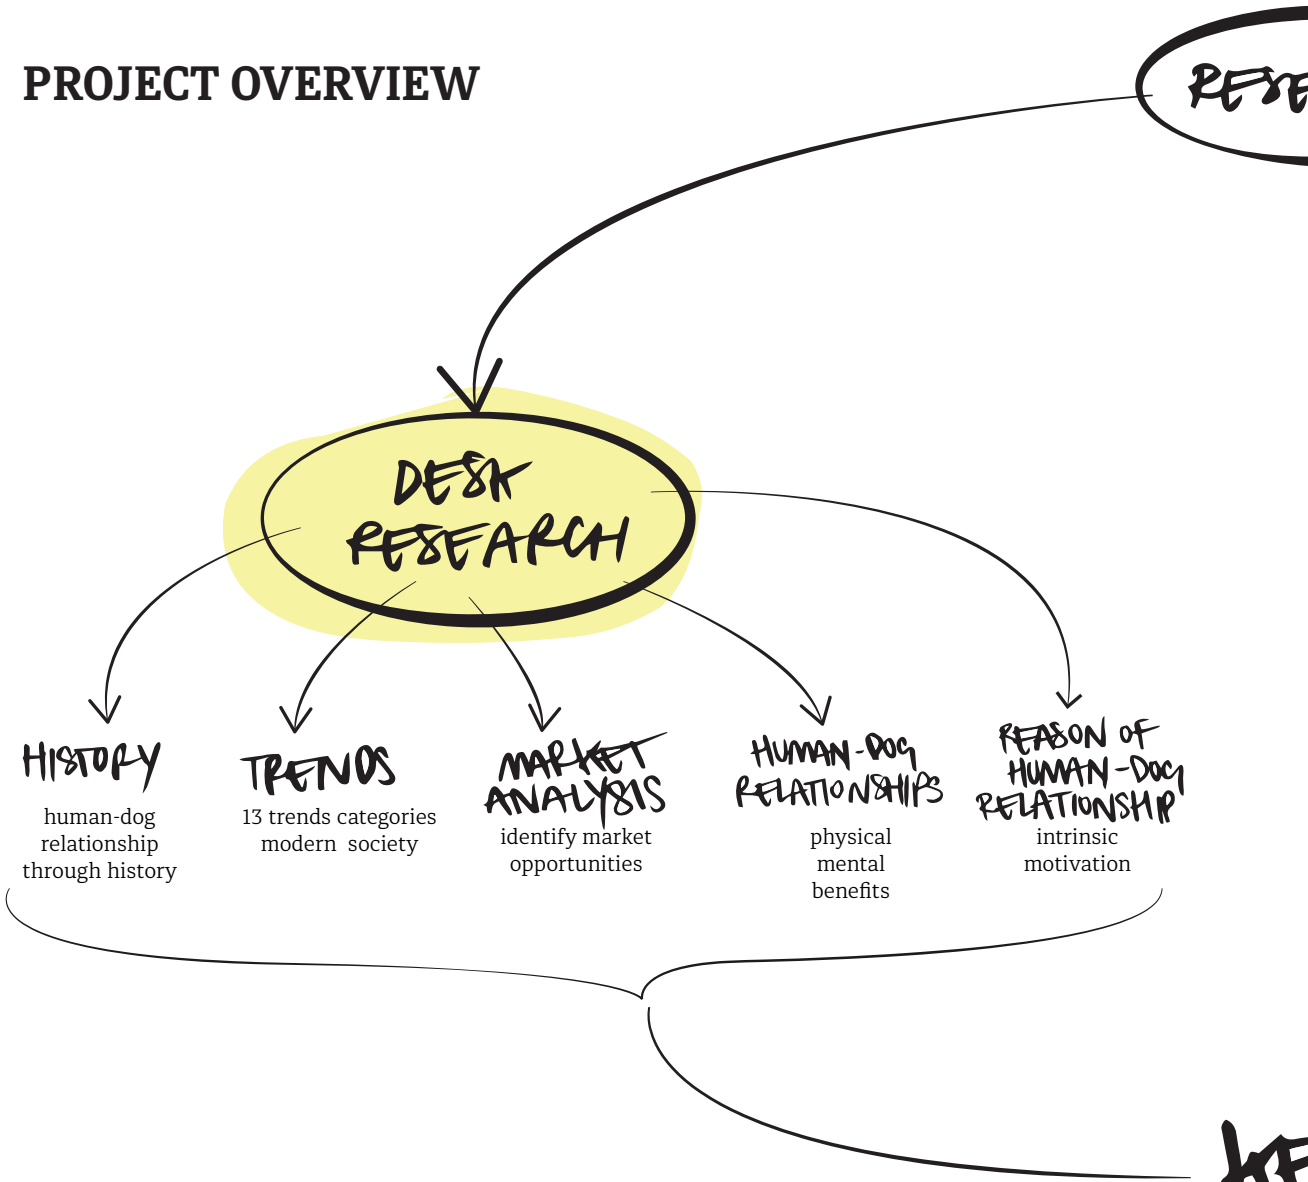 PROJECT OVERVIEW
DESK
RESEARCH
HISTORY
human-dog
relationship
through history
TRENDS
13 trends categories
modern society
MARKET
ANALYSIS
identify market
opportunities
HUMAN-DOG
RELATIONSHIPS
physical
mental
benefits
REASON OF
HUMAN-DOG
RELATIONSHIP
intrinsic
motivation